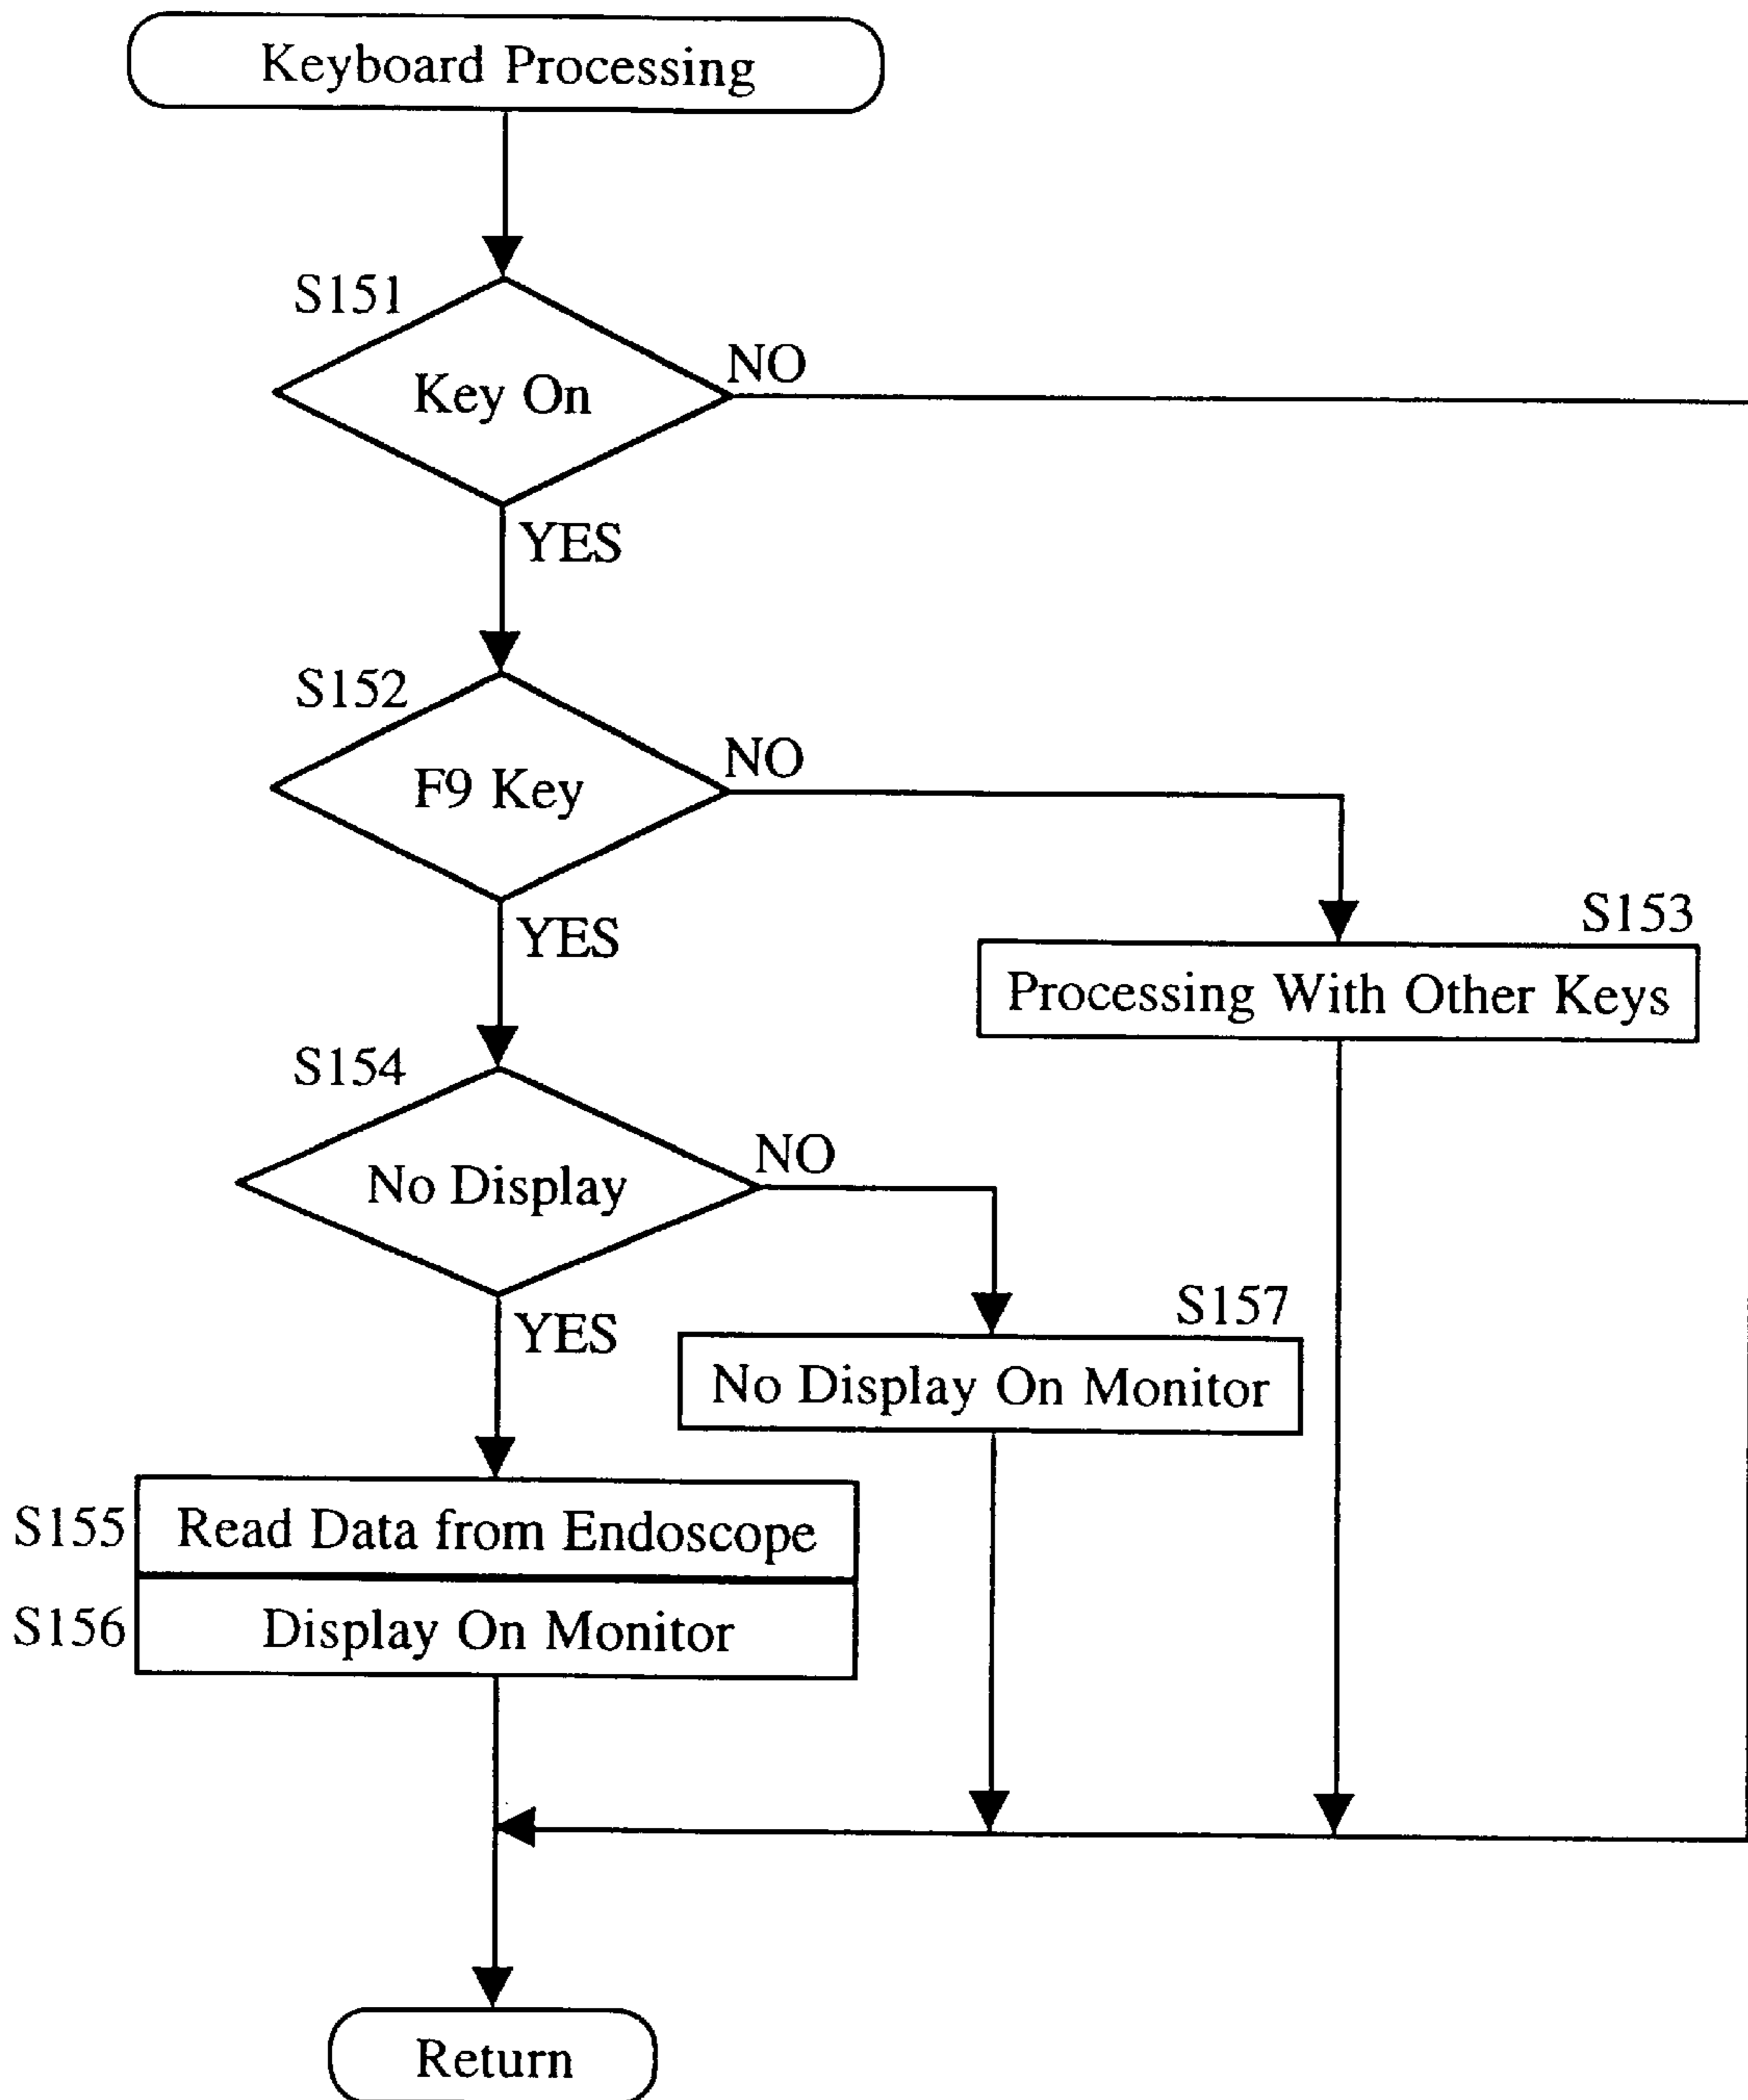 Keyboard Processing
S151
Key On
NO
YES
S152
F9 Key
NO
YES
S153
Processing With Other Keys
S154
No Display
NO
YES
S157
No Display On Monitor
S155
Read Data from Endoscope
S156
Display On Monitor
Return